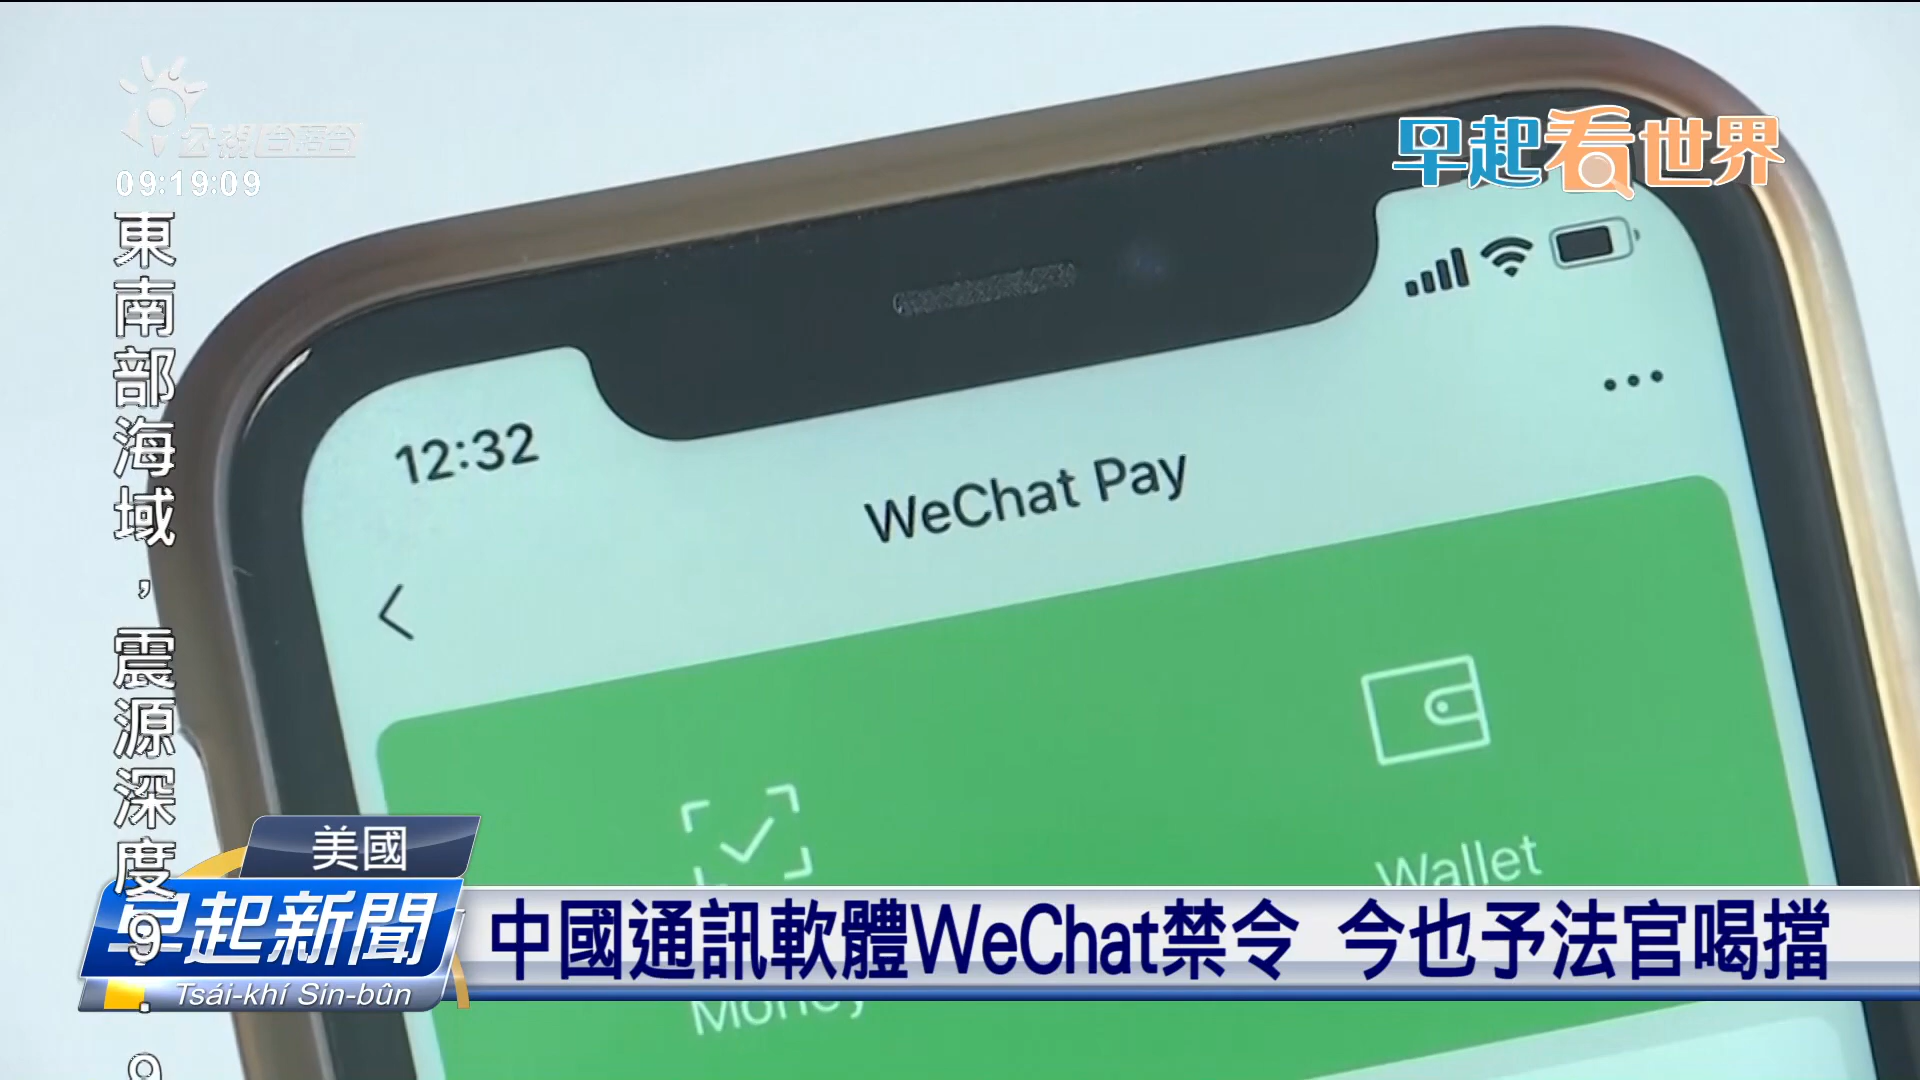 公視台語台
09:19:09
早起看世界
東南部海域，震源深度9.9
12:32
WeChat Pay
Wallet
Money
美國
早起新聞
Tsái-khí Sin-bûn
中國通訊軟體WeChat禁令 今也予法官喝擋